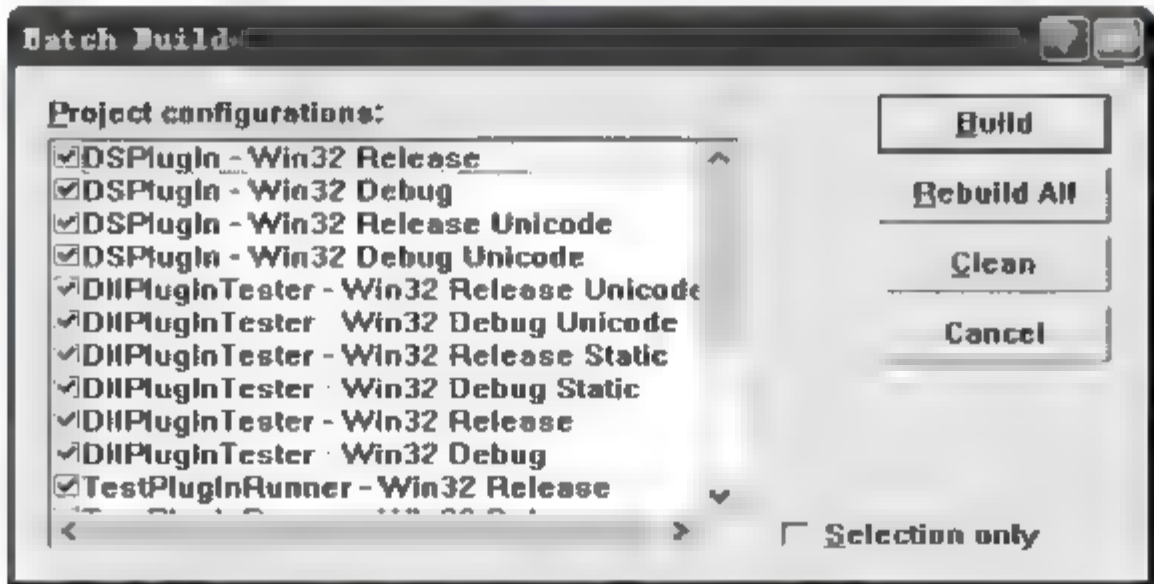 Batch Build
Project configurations:
DSPlugIn - Win32 Release
DSPlugIn - Win32 Debug
DSPlugIn - Win32 Release Unicode
DSPlugIn - Win32 Debug Unicode
DllPlugInTester - Win32 Release Unicode
DllPlugInTester - Win32 Debug Unicode
DllPlugInTester - Win32 Release Static
DllPlugInTester - Win32 Debug Static
DllPlugInTester - Win32 Release
DllPlugInTester - Win32 Debug
TestPlugInRunner - Win32 Release
Build
Rebuild All
Clean
Cancel
Selection only